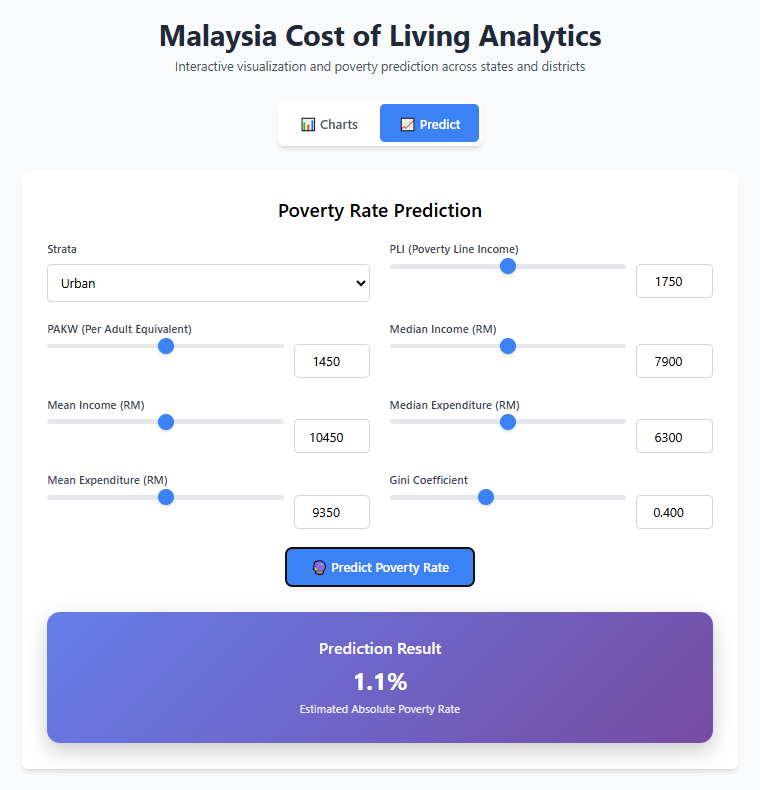 Malaysia Cost of Living Analytics
Interactive visualization and poverty prediction across states and districts
📊 Charts
📈 Predict
Poverty Rate Prediction
Strata
Urban
PLI (Poverty Line Income)
1750
PAKW (Per Adult Equivalent)
1450
Median Income (RM)
7900
Mean Income (RM)
10450
Median Expenditure (RM)
6300
Mean Expenditure (RM)
9350
Gini Coefficient
0.400
🔮 Predict Poverty Rate
Prediction Result
1.1%
Estimated Absolute Poverty Rate